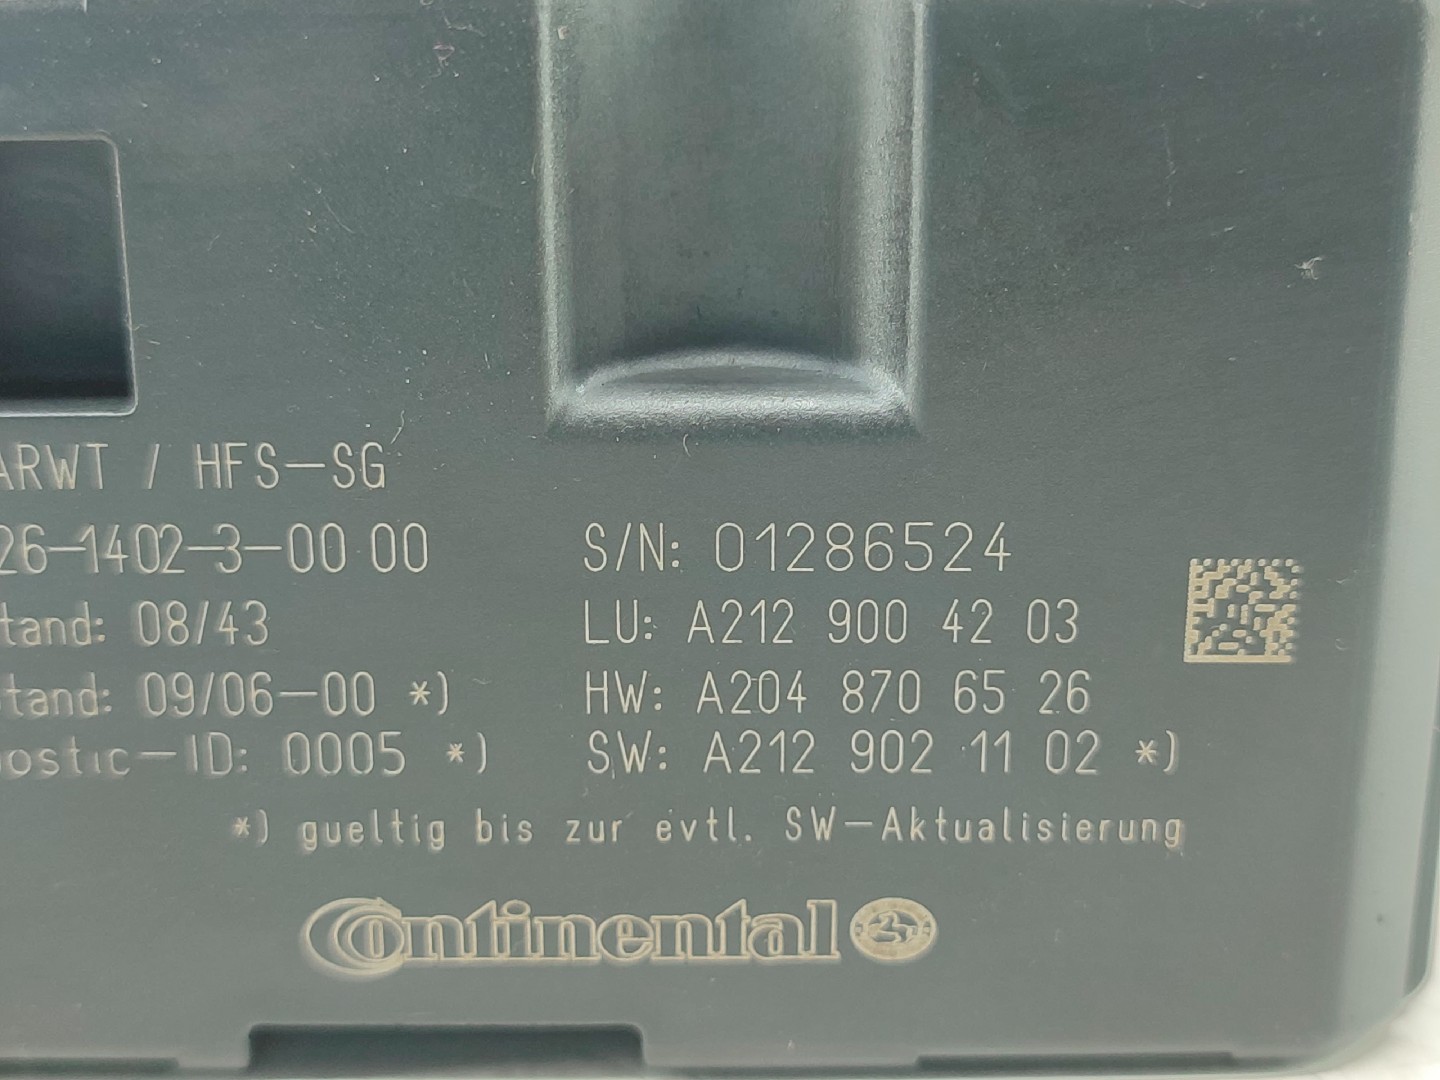 ARWT / HFS-SG
26-1402-3-00 00
S/N: 01286524
tand: 08/43
LU: A212 900 42 03
tand: 09/06-00 *)
HW: A204 870 65 26
ostic-ID: 0005 *)
SW: A212 902 11 02 *)
*) gueltig bis zur evtl. SW-Aktualisierung
Continental